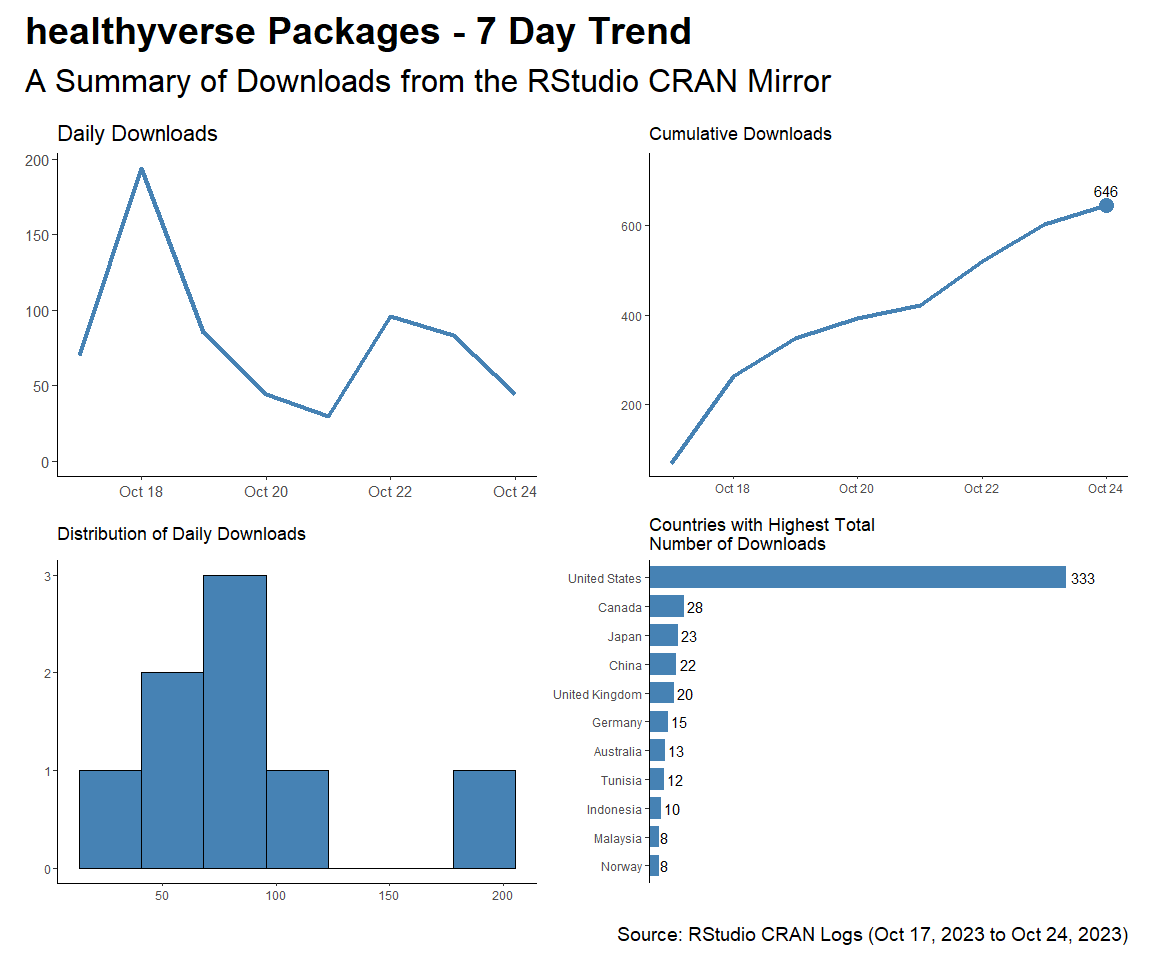 healthyverse Packages - 7 Day Trend
A Summary of Downloads from the RStudio CRAN Mirror
Daily Downloads
200
150
100
50
0
Oct 18 Oct 20 Oct 22 Oct 24
Cumulative Downloads
646
600
400
200
Oct 18 Oct 20 Oct 22 Oct 24
Distribution of Daily Downloads
3
2
1
0
50 100 150 200
Countries with Highest Total
Number of Downloads
United States 333
Canada 28
Japan 23
China 22
United Kingdom 20
Germany 15
Australia 13
Tunisia 12
Indonesia 10
Malaysia 8
Norway 8
Source: RStudio CRAN Logs (Oct 17, 2023 to Oct 24, 2023)